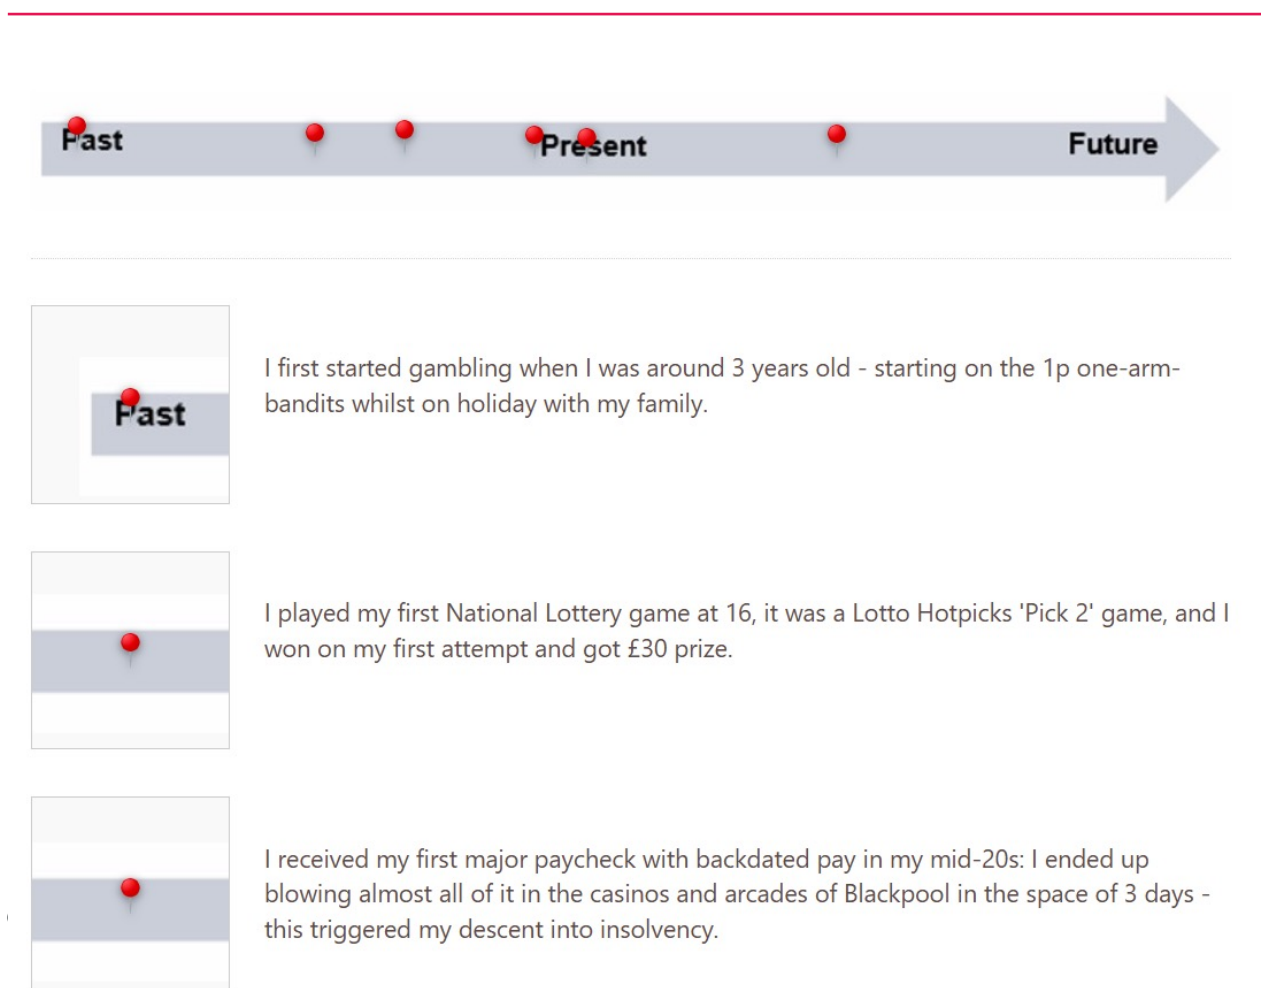 Past
Present
Future
I first started gambling when I was around 3 years old - starting on the 1p one-arm-
bandits whilst on holiday with my family.
Past
I played my first National Lottery game at 16, it was a Lotto Hotpicks 'Pick 2' game, and I
won on my first attempt and got £30 prize.
I received my first major paycheck with backdated pay in my mid-20s: I ended up
blowing almost all of it in the casinos and arcades of Blackpool in the space of 3 days -
this triggered my descent into insolvency.